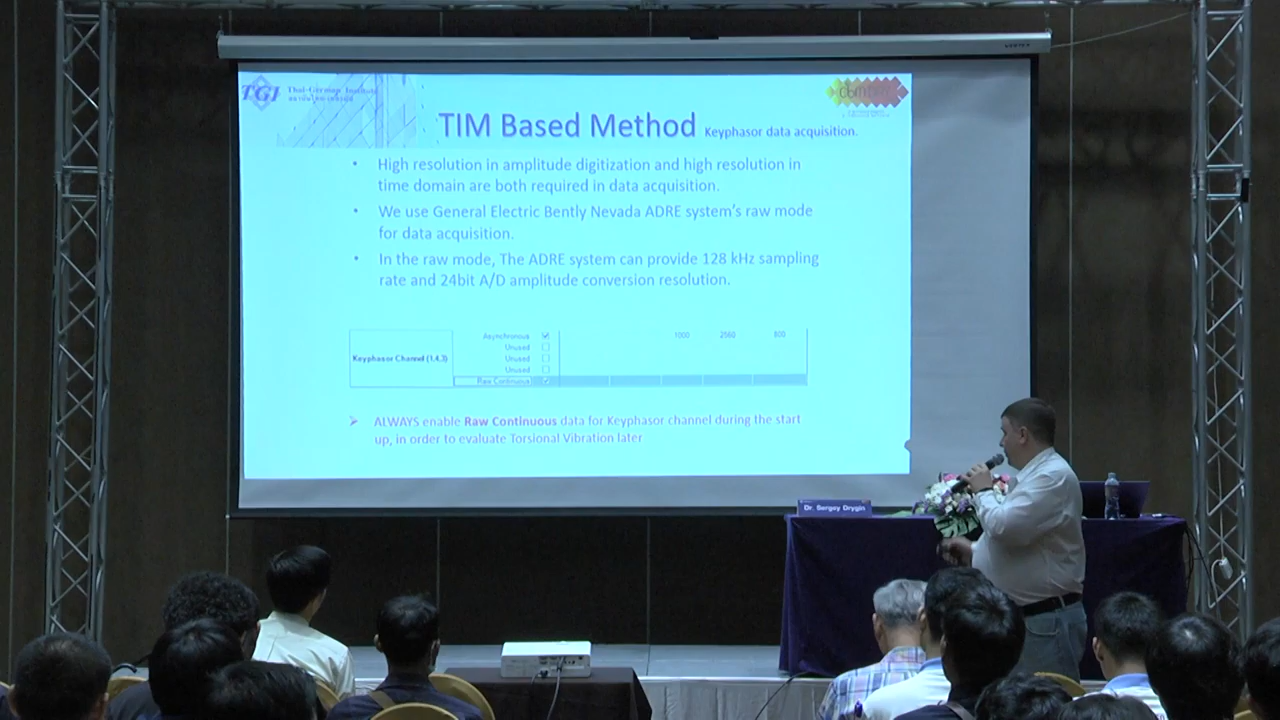 TGI
Thai-German Institute
TIM Based Method Keyphasor data acquisition.
• High resolution in amplitude digitization and high resolution in
time domain are both required in data acquisition.
• We use General Electric Bently Nevada ADRE system's raw mode
for data acquisition.
• In the raw mode, The ADRE system can provide 128 kHz sampling
rate and 24bit A/D amplitude conversion resolution.
Asynchronous 1000 2560 800
Unused
Keyphasor Channel (1.4.3) Unused
Unused
Raw Continuous
➢ ALWAYS enable Raw Continuous data for Keyphasor channel during the start
up, in order to evaluate Torsional Vibration later
Dr. Sergey Drygin